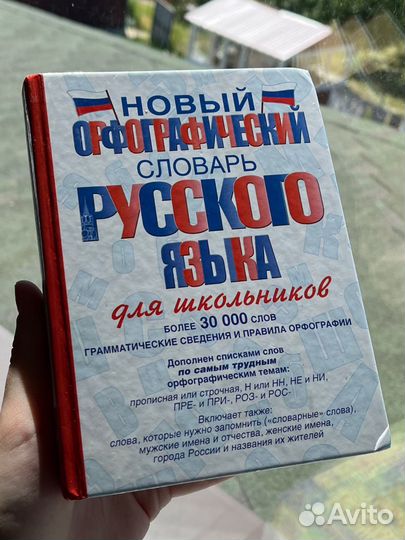 НОВЫЙ
ОРФОГРАФИЧЕСКИЙ
СЛОВАРЬ
РУССКОГО
ЯЗЫКА
для школьников
БОЛЕЕ 30 000 СЛОВ
ГРАММАТИЧЕСКИЕ СВЕДЕНИЯ И ПРАВИЛА ОРФОГРАФИИ
Дополнен списками слов
по самым трудным
орфографическим темам:
прописная или строчная, Н или НН, НЕ и НИ,
ПРЕ- и ПРИ-, РОЗ- и РОС-
Включает также:
слова, которые нужно запомнить («словарные» слова),
мужские имена и отчества, женские имена,
города России и названия их жителей
Avito